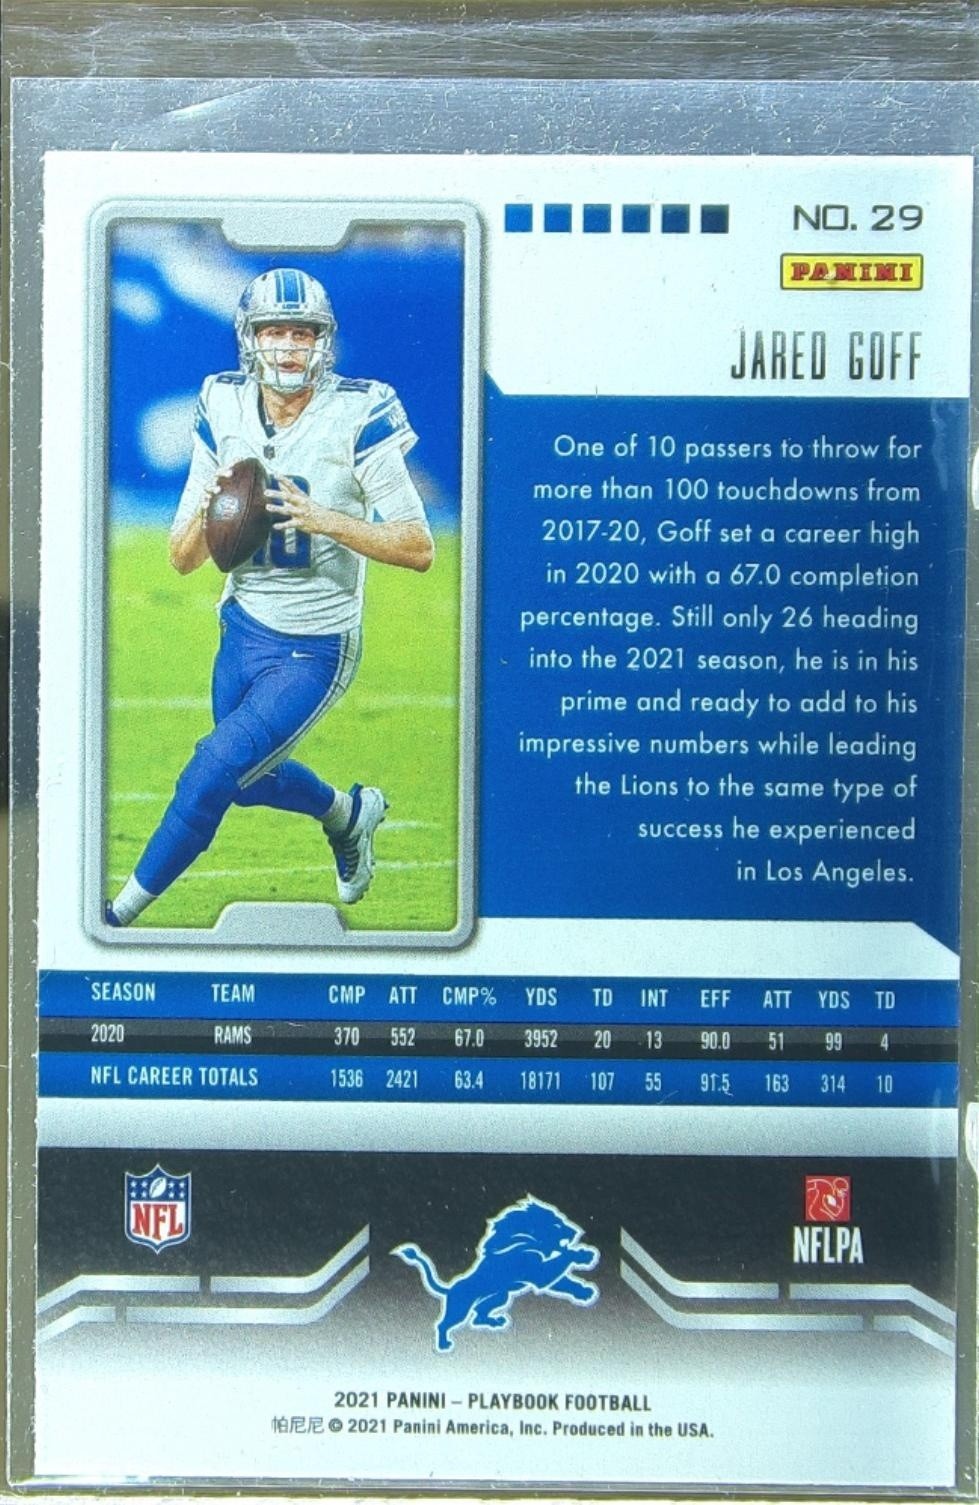 NO. 29
PANINI
JARED GOFF
One of 10 passers to throw for
more than 100 touchdowns from
2017-20, Goff set a career high
in 2020 with a 67.0 completion
percentage. Still only 26 heading
into the 2021 season, he is in his
prime and ready to add to his
impressive numbers while leading
the Lions to the same type of
success he experienced
in Los Angeles.
SEASON TEAM CMP ATT CMP% YDS TD INT EFF ATT YDS TD
2020 RAMS 370 552 67.0 3952 20 13 90.0 51 99 4
NFL CAREER TOTALS 1536 2421 63.4 18171 107 55 91.5 163 314 10
NFL
NFLPA
2021 PANINI – PLAYBOOK FOOTBALL
帕尼尼 © 2021 Panini America, Inc. Produced in the USA.